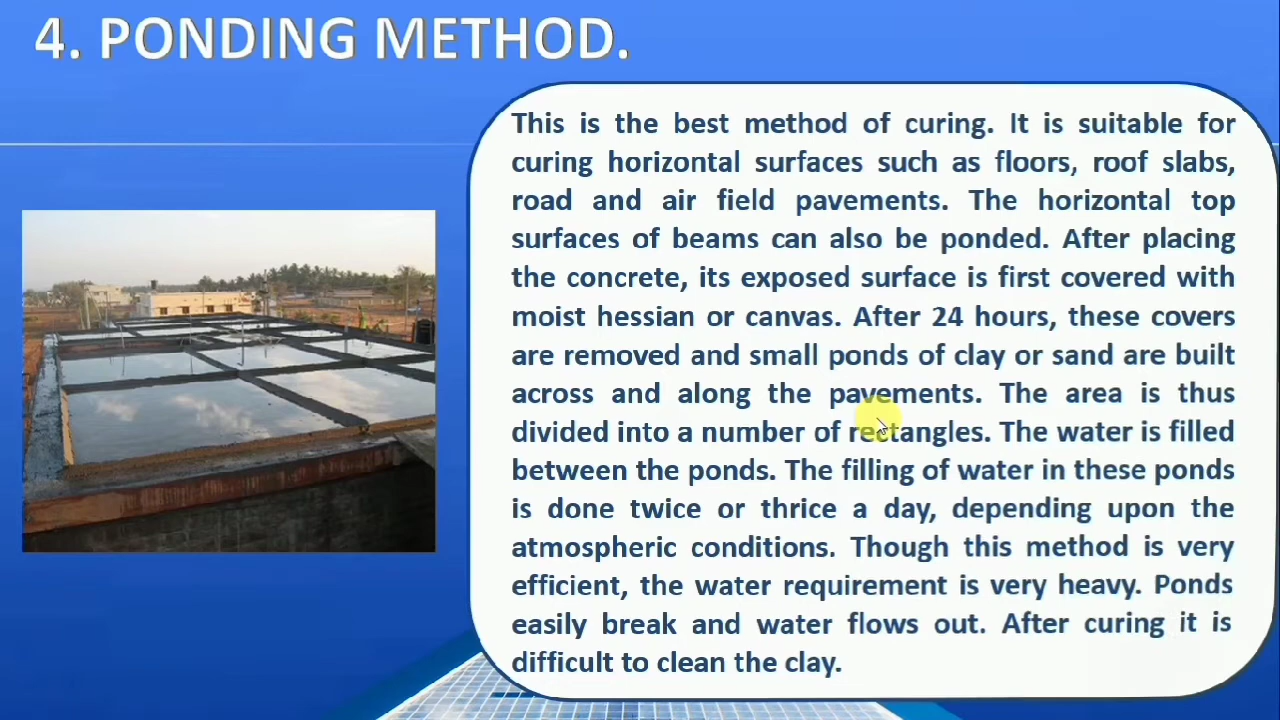 4. PONDING METHOD.
This is the best method of curing. It is suitable for
curing horizontal surfaces such as floors, roof slabs,
road and air field pavements. The horizontal top
surfaces of beams can also be ponded. After placing
the concrete, its exposed surface is first covered with
moist hessian or canvas. After 24 hours, these covers
are removed and small ponds of clay or sand are built
across and along the pavements. The area is thus
divided into a number of rectangles. The water is filled
between the ponds. The filling of water in these ponds
is done twice or thrice a day, depending upon the
atmospheric conditions. Though this method is very
efficient, the water requirement is very heavy. Ponds
easily break and water flows out. After curing it is
difficult to clean the clay.